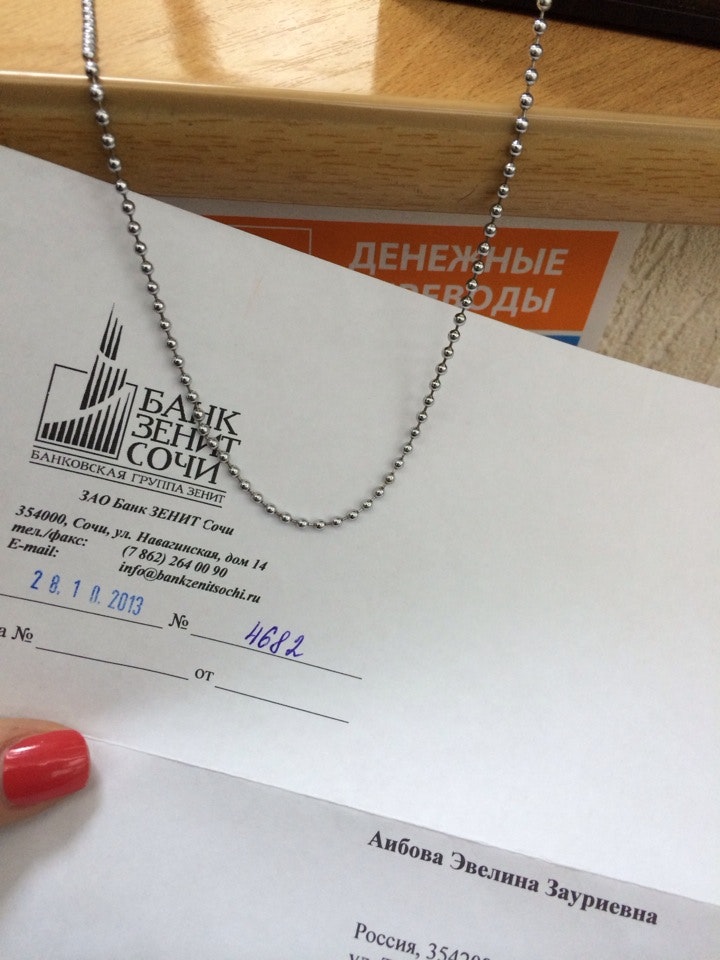 ДЕНЕЖНЫЕ
ПЕРЕВОДЫ
БАНК
ЗЕНИТ
СОЧИ
БАНКОВСКАЯ ГРУППА ЗЕНИТ
ЗАО Банк ЗЕНИТ Сочи
354000, Сочи, ул. Навагинская, дом 14
тел./факс: (7 862) 264 00 90
E-mail: info@bankzenitsochi.ru
28.10.2013 № 4682
а № от
Аибова Эвелина Зауриевна
Россия,